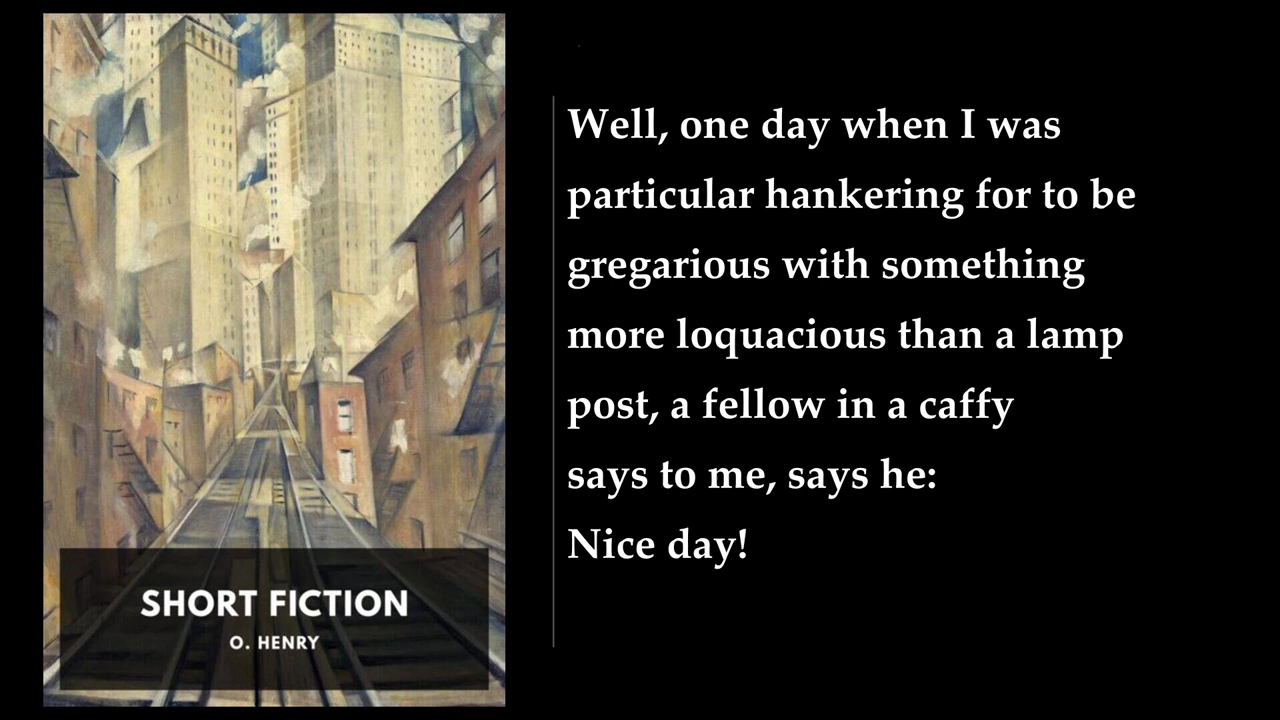 Well, one day when I was
particular hankering for to be
gregarious with something
more loquacious than a lamp
post, a fellow in a caffy
says to me, says he:
Nice day!
SHORT FICTION
O. HENRY